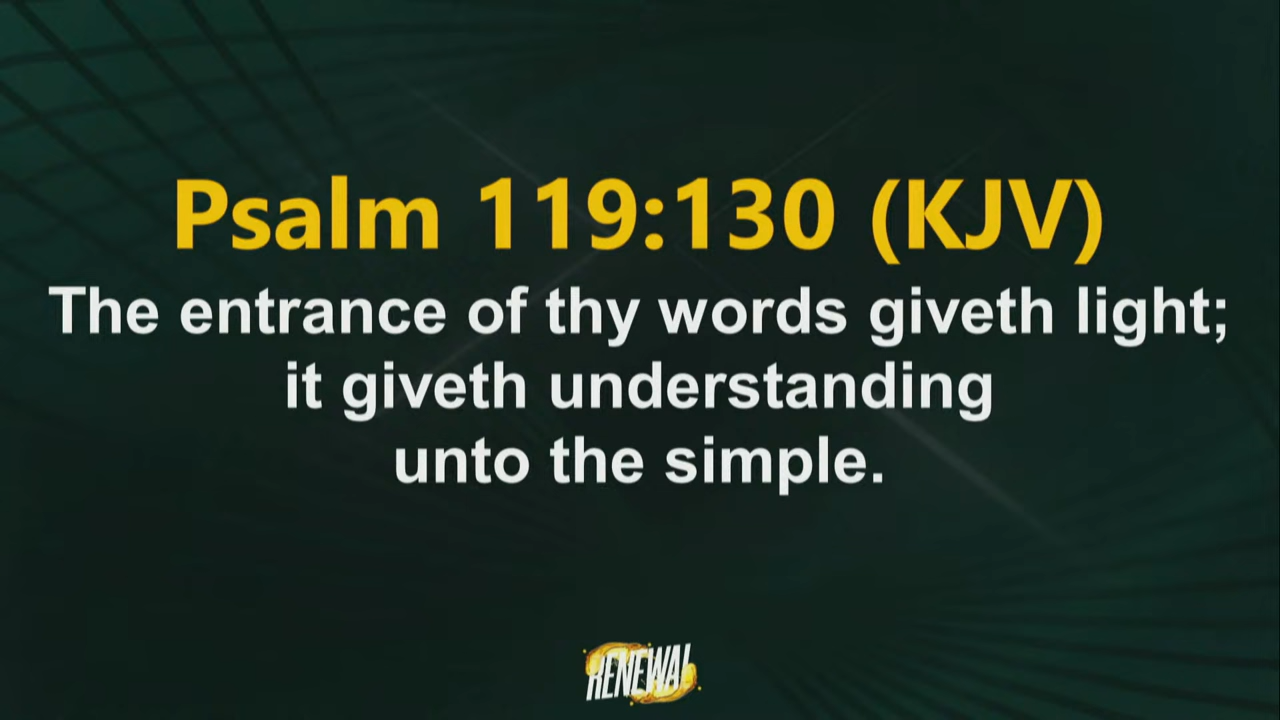 Psalm 119:130 (KJV)
The entrance of thy words giveth light;
it giveth understanding
unto the simple.
RENEWAL